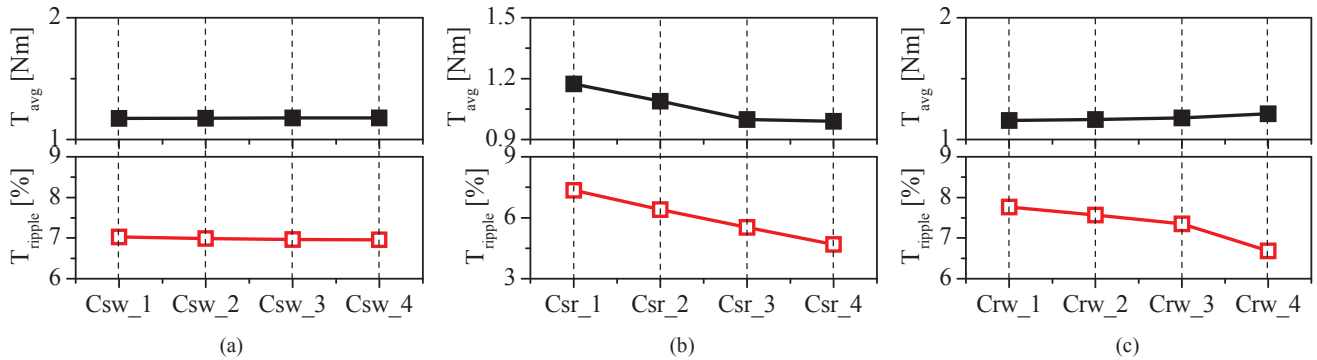 2
T avg [Nm]
1
9
8
7
6
T ripple [%]
Csw_1 Csw_2 Csw_3 Csw_4
(a)
1.5
1.2
0.9
T avg [Nm]
9
6
3
T ripple [%]
Csr_1 Csr_2 Csr_3 Csr_4
(b)
2
T avg [Nm]
1
9
8
7
6
T ripple [%]
Crw_1 Crw_2 Crw_3 Crw_4
(c)